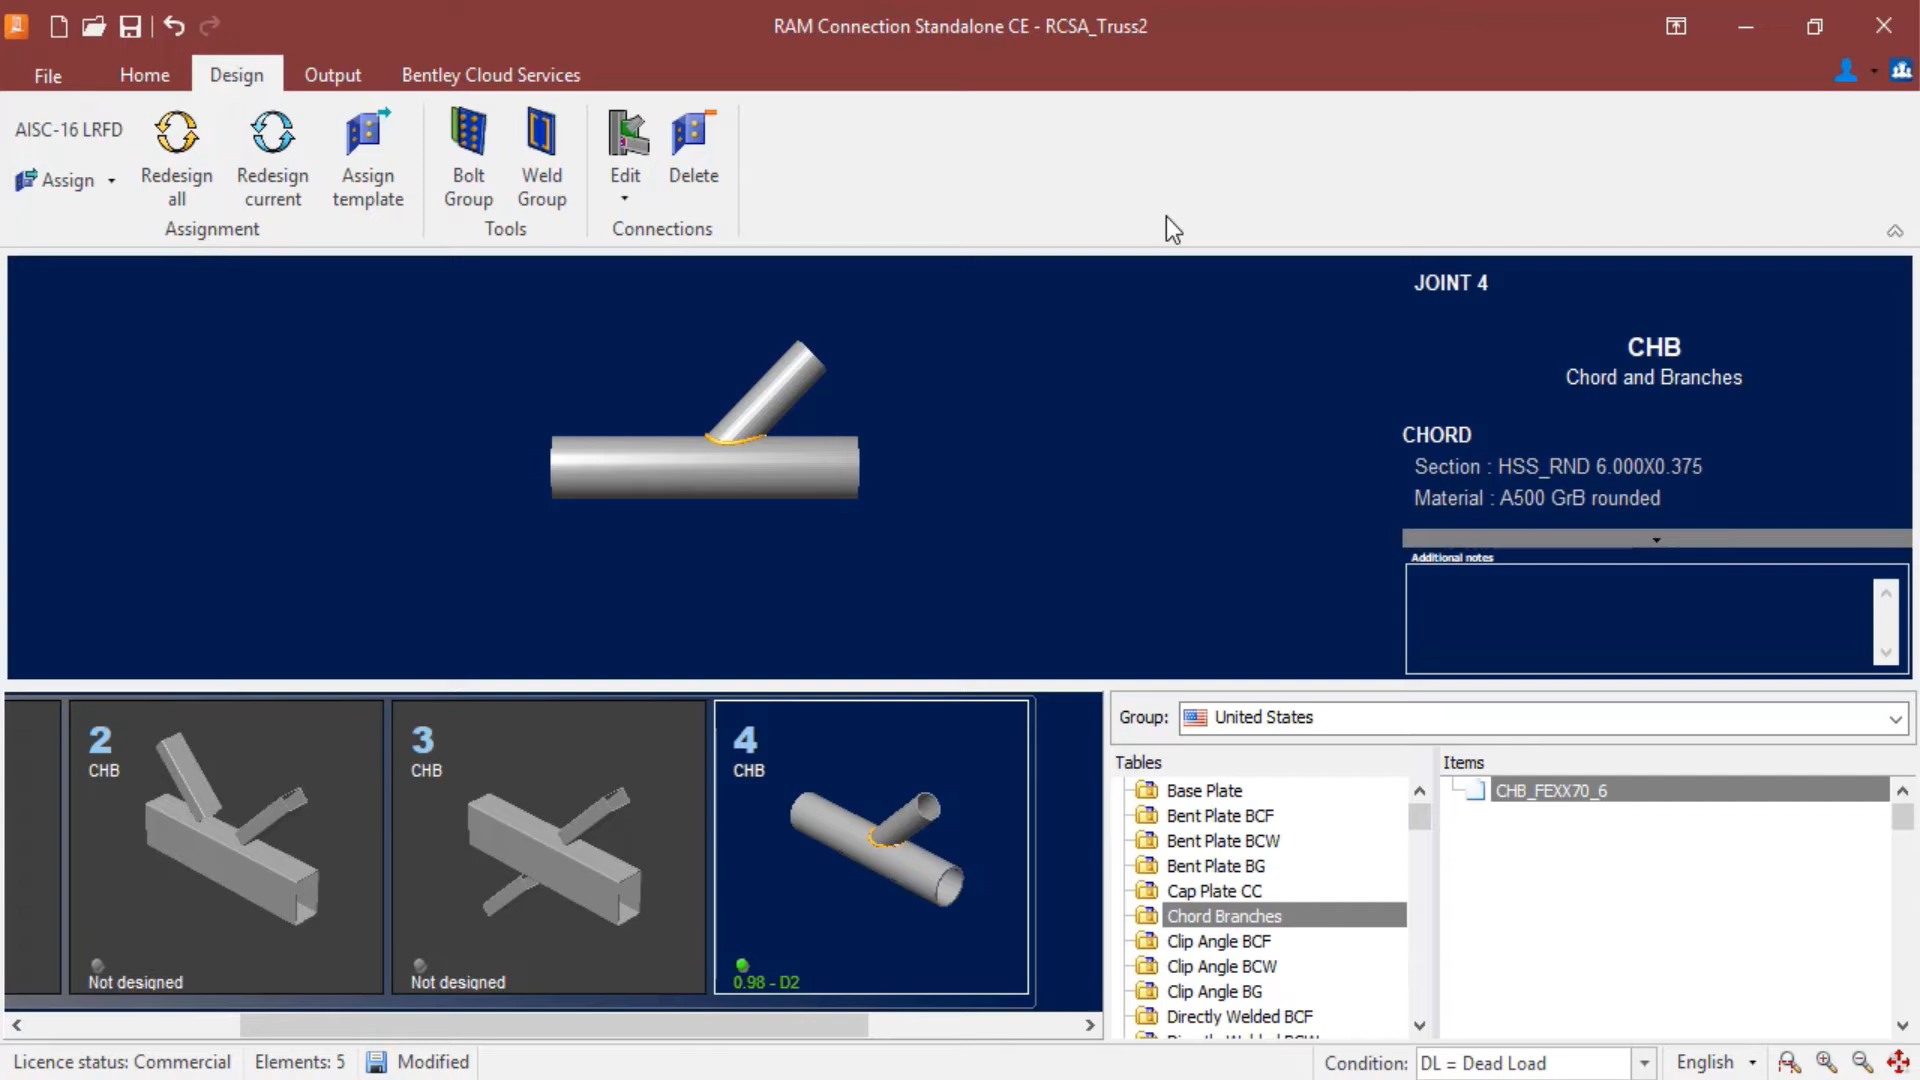 RAM Connection Standalone CE - RCSA_Truss2
File Home Design Output Bentley Cloud Services
AISC-16 LRFD
Assign
Redesign all
Redesign current
Assign template
Assignment
Bolt Group
Weld Group
Tools
Edit
Delete
Connections
JOINT 4
CHB
Chord and Branches
CHORD
Section : HSS_RND 6.000X0.375
Material : A500 GrB rounded
Additional notes
2
CHB
Not designed
3
CHB
Not designed
4
CHB
0.98 - D2
Group: United States
Tables
Base Plate
Bent Plate BCF
Bent Plate BCW
Bent Plate BG
Cap Plate CC
Chord Branches
Clip Angle BCF
Clip Angle BCW
Clip Angle BG
Directly Welded BCF
Items
CHB_FEXX70_6
Licence status: Commercial Elements: 5 Modified
Condition: DL = Dead Load English